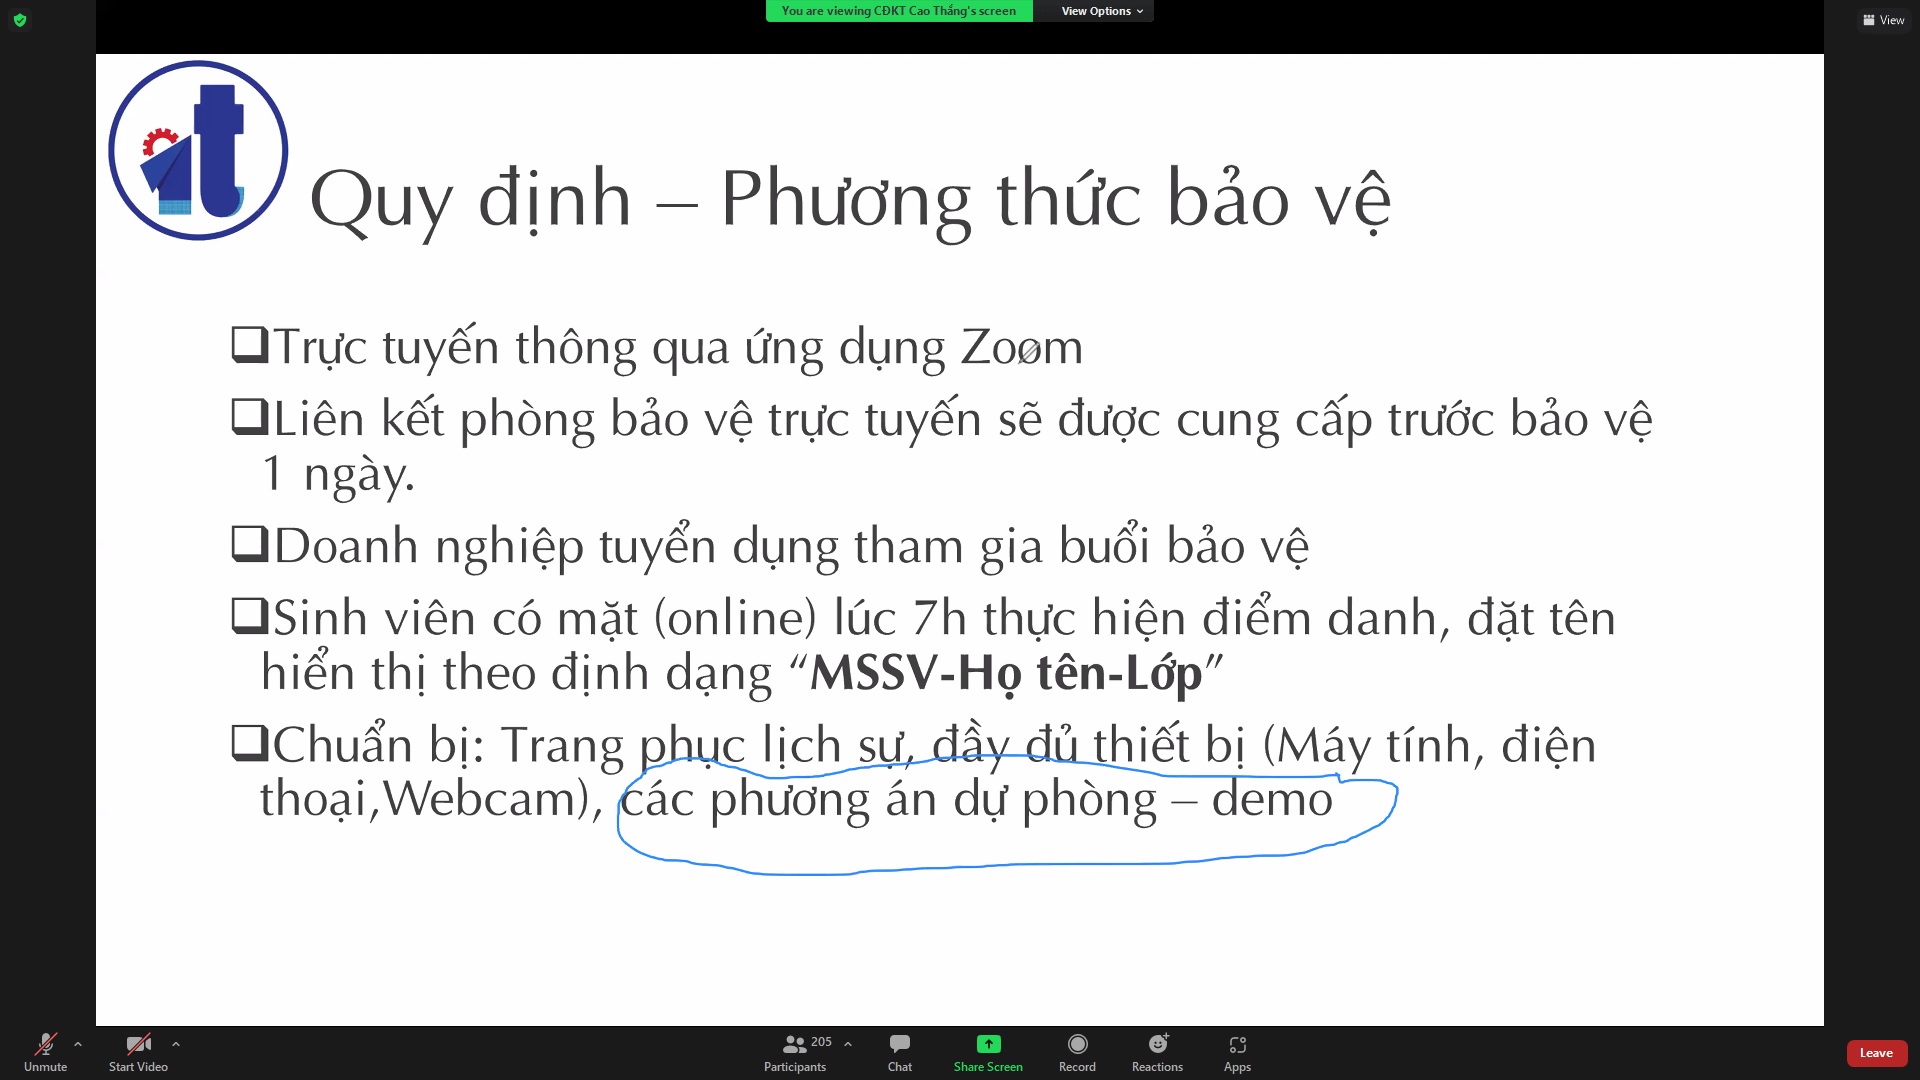 You are viewing CĐKT Cao Thắng's screen
View Options
View
Quy định – Phương thức bảo vệ
Trực tuyến thông qua ứng dụng Zoom
Liên kết phòng bảo vệ trực tuyến sẽ được cung cấp trước bảo vệ
1 ngày.
Doanh nghiệp tuyển dụng tham gia buổi bảo vệ
Sinh viên có mặt (online) lúc 7h thực hiện điểm danh, đặt tên
hiển thị theo định dạng “MSSV-Họ tên-Lớp”
Chuẩn bị: Trang phục lịch sự, đầy đủ thiết bị (Máy tính, điện
thoại,Webcam), các phương án dự phòng – demo
Unmute
Start Video
205
Participants
Chat
Share Screen
Record
Reactions
Apps
Leave